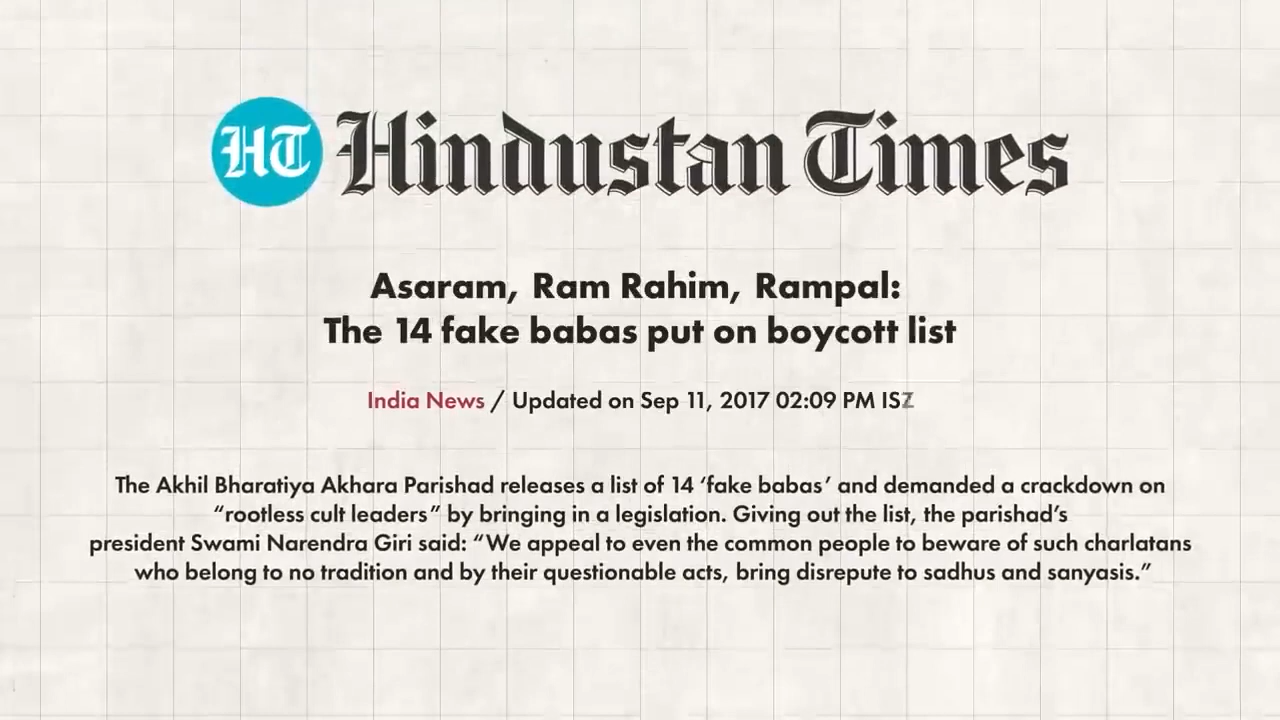 HT Hindustan Times
Asaram, Ram Rahim, Rampal:
The 14 fake babas put on boycott list
India News / Updated on Sep 11, 2017 02:09 PM ISZ
The Akhil Bharatiya Akhara Parishad releases a list of 14 ‘fake babas’ and demanded a crackdown on
“rootless cult leaders” by bringing in a legislation. Giving out the list, the parishad’s
president Swami Narendra Giri said: “We appeal to even the common people to beware of such charlatans
who belong to no tradition and by their questionable acts, bring disrepute to sadhus and sanyasis.”